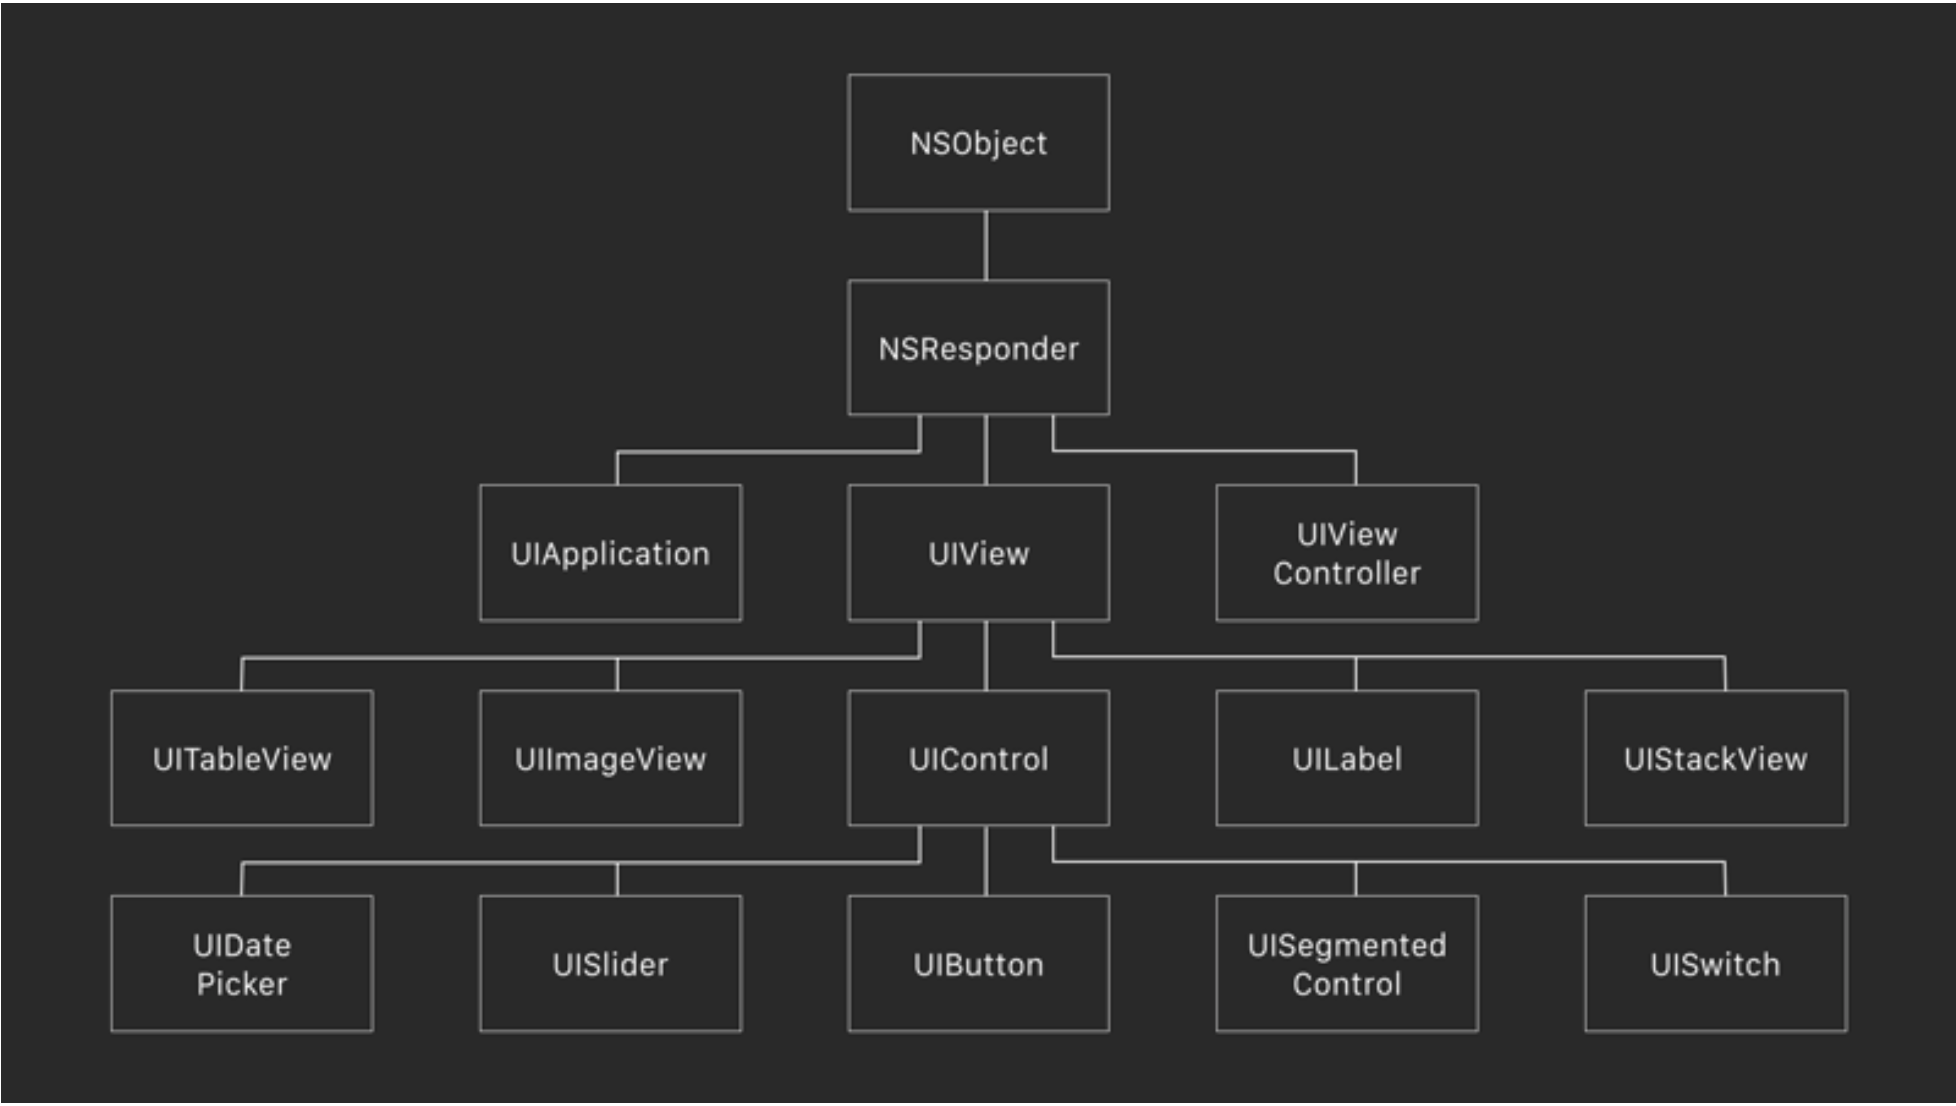 NSObject
NSResponder
UIApplication
UIView
UIView
Controller
UITableView
UIImageView
UIControl
UILabel
UIStackView
UIDate
Picker
UISlider
UIButton
UISegmented
Control
UISwitch